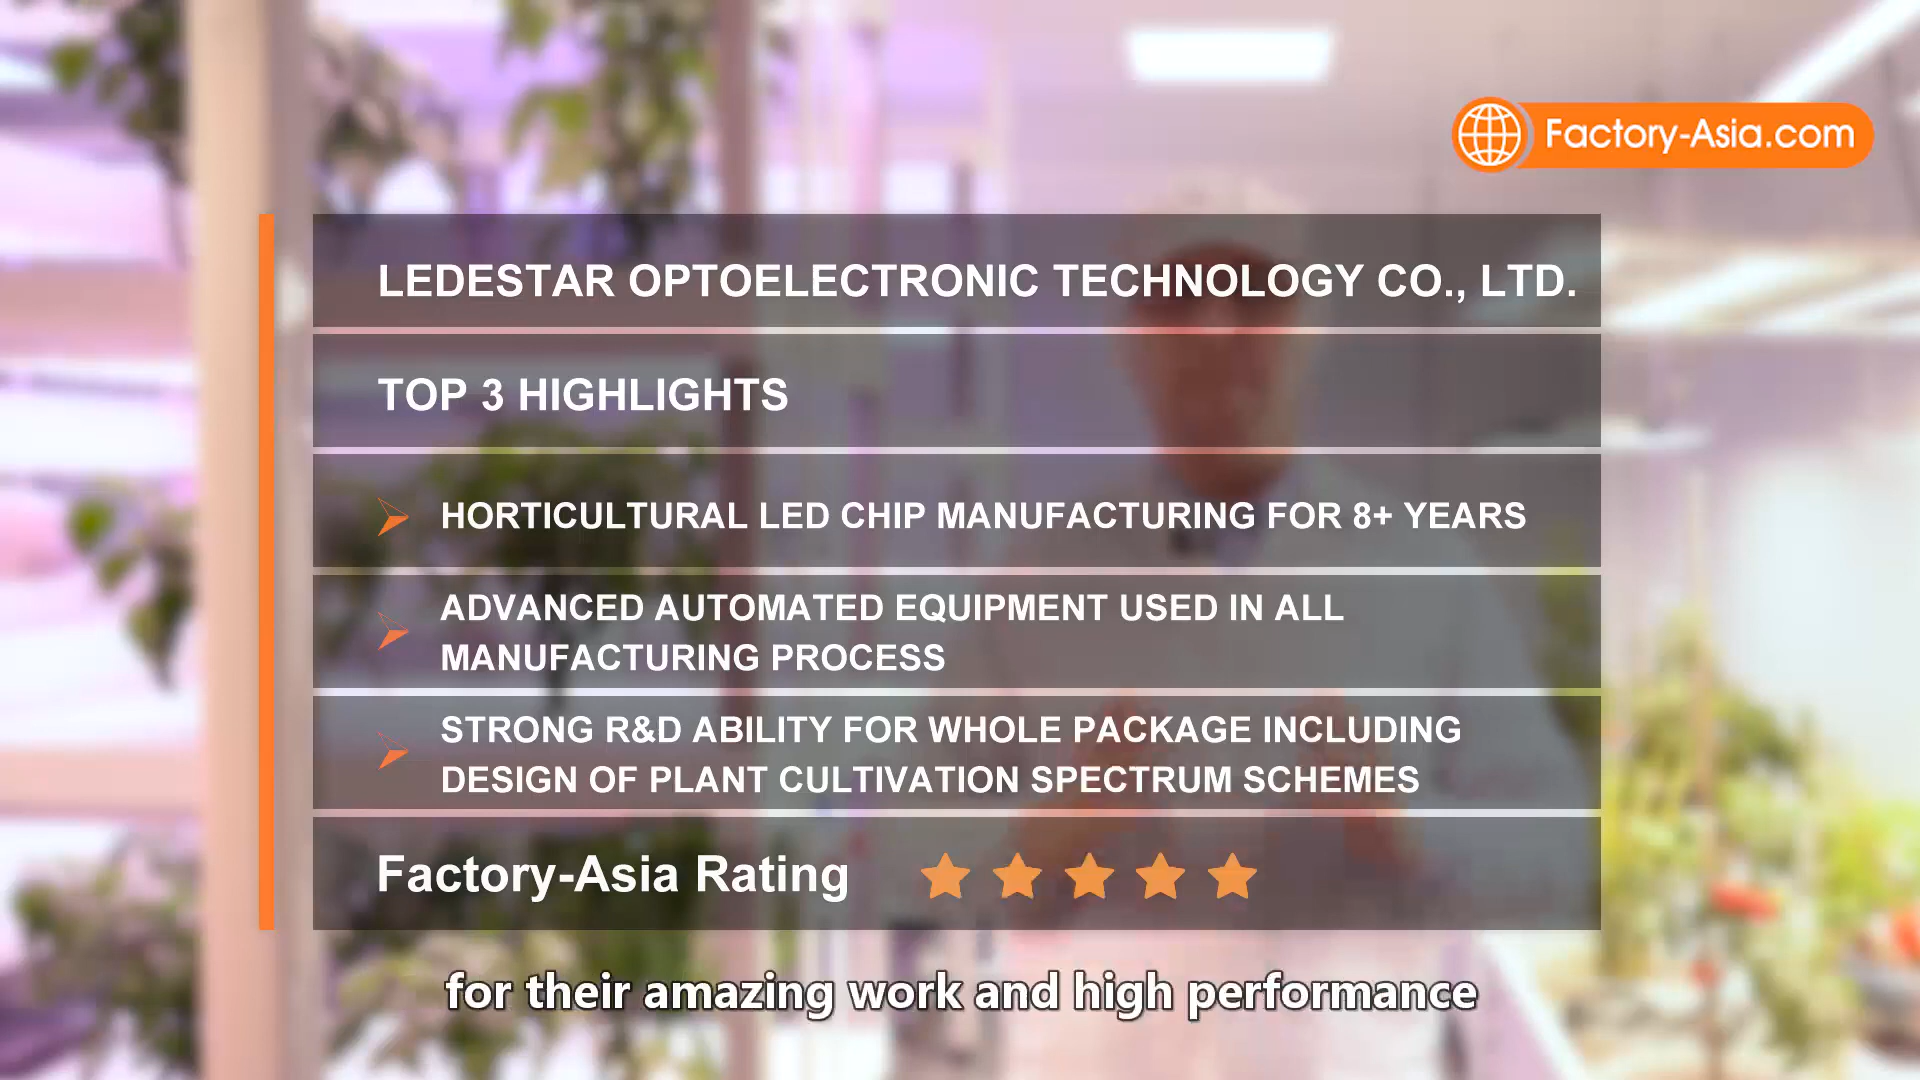 Factory-Asia.com
LEDESTAR OPTOELECTRONIC TECHNOLOGY CO., LTD.
TOP 3 HIGHLIGHTS
HORTICULTURAL LED CHIP MANUFACTURING FOR 8+ YEARS
ADVANCED AUTOMATED EQUIPMENT USED IN ALL
MANUFACTURING PROCESS
STRONG R&D ABILITY FOR WHOLE PACKAGE INCLUDING
DESIGN OF PLANT CULTIVATION SPECTRUM SCHEMES
Factory-Asia Rating
for their amazing work and high performance